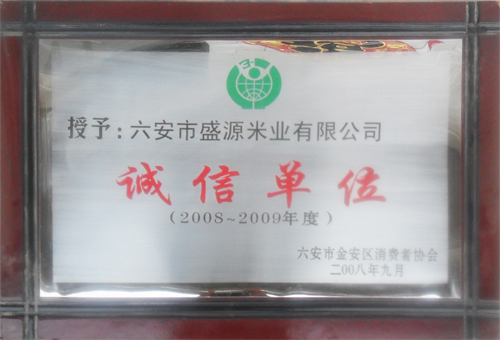 授予：六安市盛源米业有限公司
诚信单位
（2008~2009年度）
六安市金安区消费者协会
二00八年九月